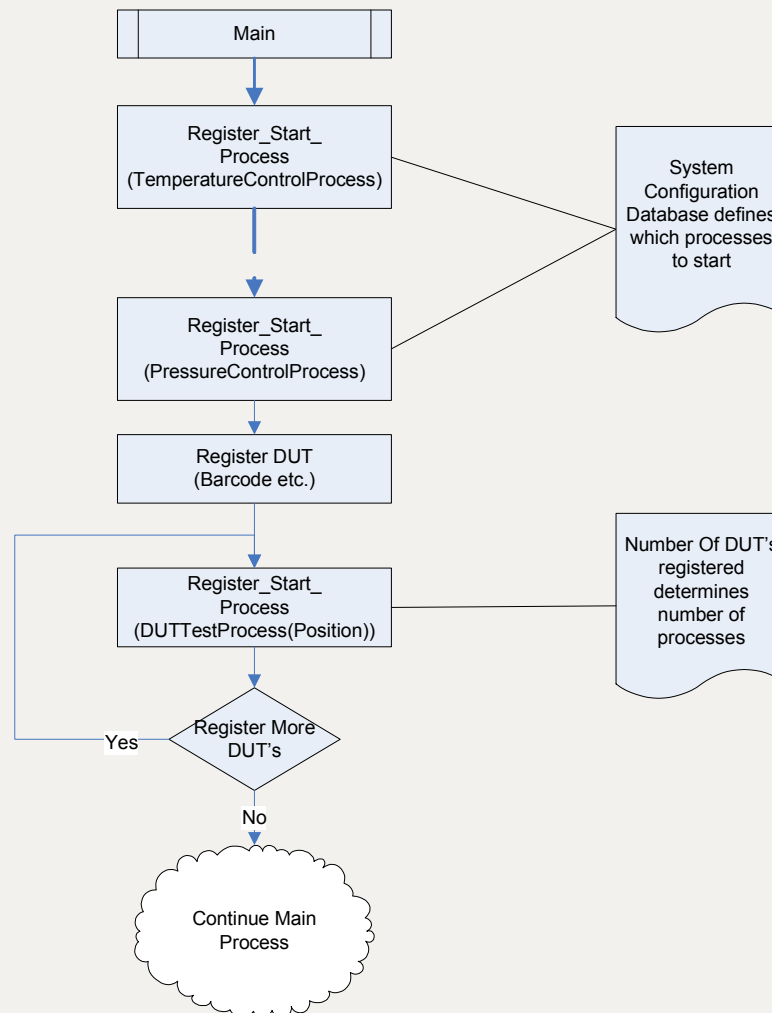 Main
Register_Start_
Process
(TemperatureControlProcess)
System
Configuration
Database defines
which processes
to start
Register_Start_
Process
(PressureControlProcess)
Register DUT
(Barcode etc.)
Number Of DUT's
registered
determines
number of
processes
Register_Start_
Process
(DUTTestProcess(Position))
Register More
DUT's
Yes
No
Continue Main
Process